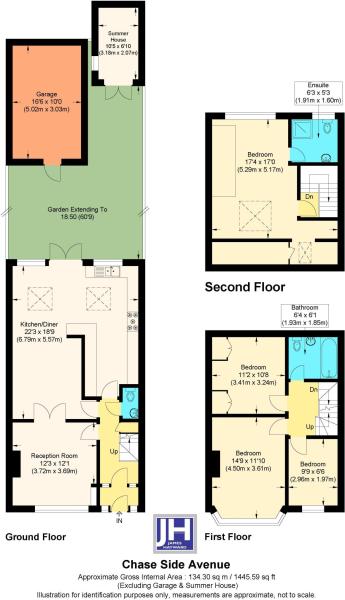 Summer
House
10'5 x 6'10
(3.18m x 2.07m)
Garage
16'6 x 10'0
(5.02m x 3.03m)
Garden Extending To
18.50 (60'9)
Kitchen/Diner
22'3 x 18'9
(6.79m x 5.57m)
Up
Reception Room
12'3 x 12'1
(3.72m x 3.69m)
IN
Ground Floor
Ensuite
6'3 x 5'3
(1.91m x 1.60m)
Bedroom
17'4 x 17'0
(5.29m x 5.17m)
Dn
Second Floor
Bathroom
6'4 x 6'1
(1.93m x 1.85m)
Bedroom
11'2 x 10'8
(3.41m x 3.24m)
Dn
Up
Bedroom
14'9 x 11'10
(4.50m x 3.61m)
Bedroom
9'9 x 6'6
(2.96m x 1.97m)
First Floor
JH
JAMES
HAYWARD
Chase Side Avenue
Approximate Gross Internal Area : 134.30 sq m / 1445.59 sq ft
(Excluding Garage & Summer House)
Illustration for identification purposes only, measurements are approximate, not to scale.